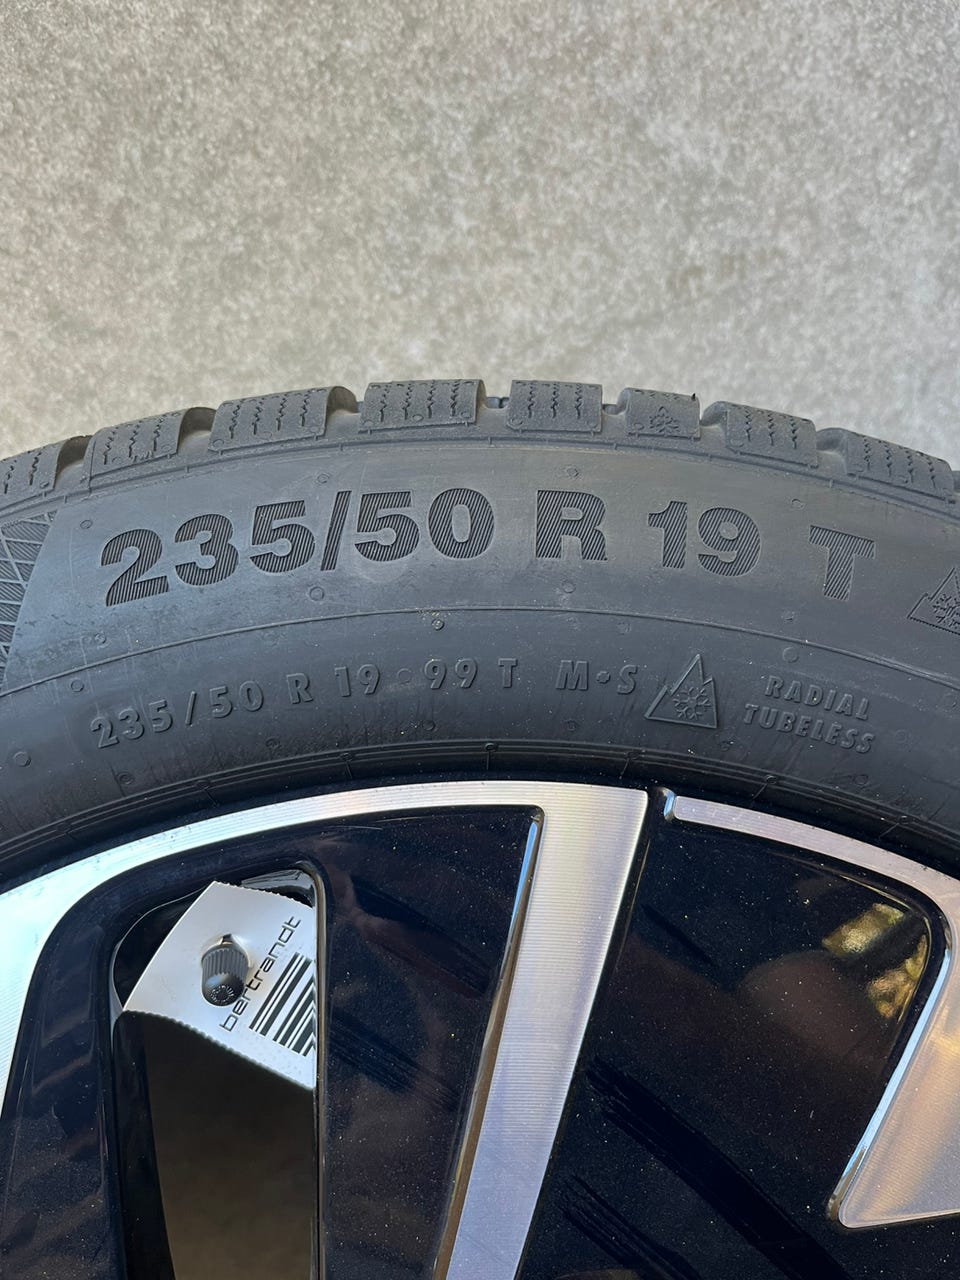 235/50 R 19 T
235/50 R 19 99 T M•S RADIAL
TUBELESS
bertrandt